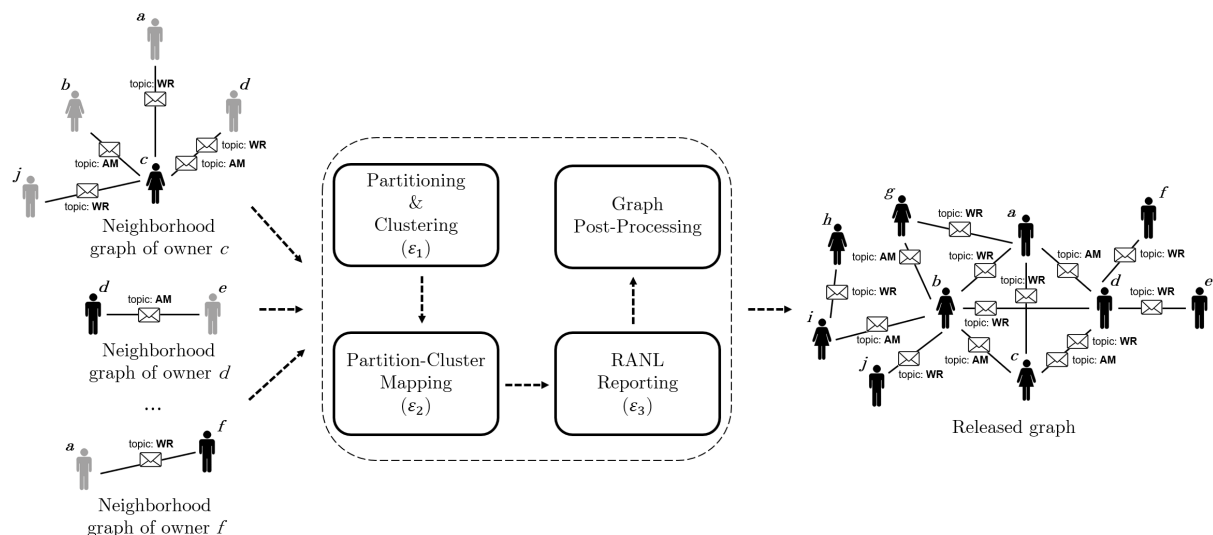 a
topic: WR
b
d
topic: WR
topic: AM
c
topic: AM
j
topic: WR
Neighborhood
graph of owner c
d
topic: AM
e
Neighborhood
graph of owner d
...
a
topic: WR
f
Neighborhood
graph of owner f
Partitioning
&
Clustering
(ε1)
Graph
Post-Processing
Partition-Cluster
Mapping
(ε2)
RANL
Reporting
(ε3)
g
topic: WR
a
f
h
topic: AM
topic: WR
topic: AM
topic: WR
topic: WR
b
topic: WR
d
topic: WR
e
i
topic: AM
topic: WR
topic: WR
j
topic: WR
topic: AM
c
topic: AM
Released graph